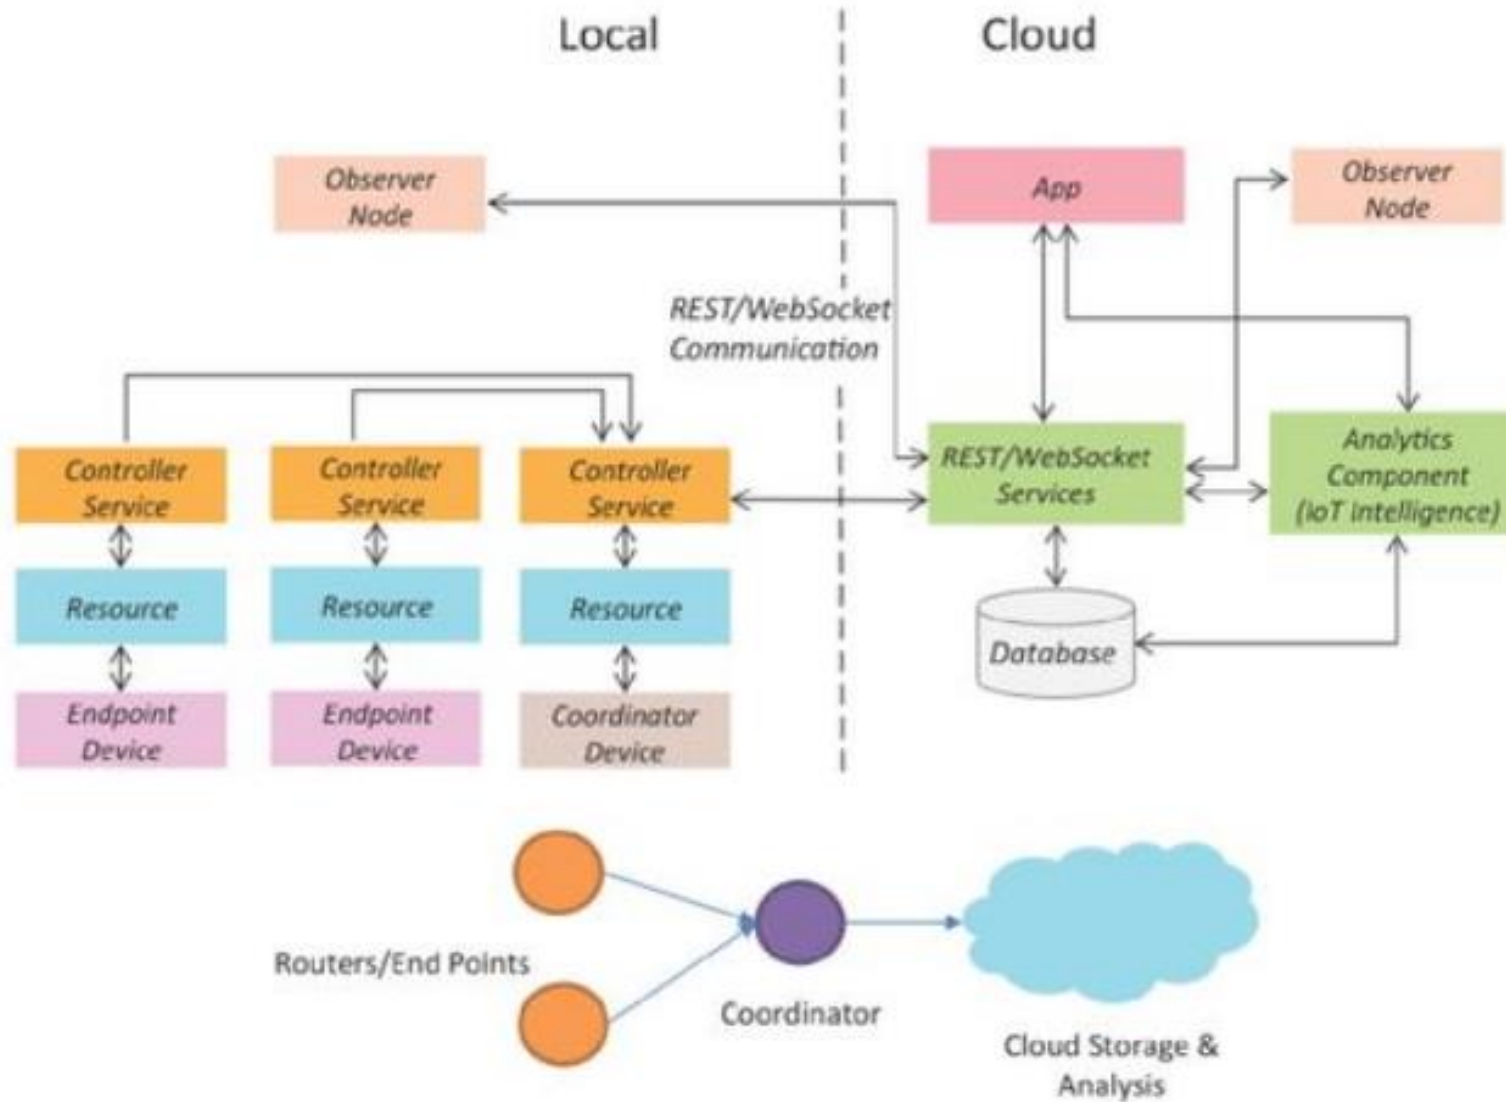 Local
Cloud
Observer
Node
App
Observer
Node
REST/WebSocket
Communication
Controller
Service
Controller
Service
Controller
Service
REST/WebSocket
Services
Analytics
Component
(IoT Intelligence)
Resource
Resource
Resource
Database
Endpoint
Device
Endpoint
Device
Coordinator
Device
Routers/End Points
Coordinator
Cloud Storage &
Analysis